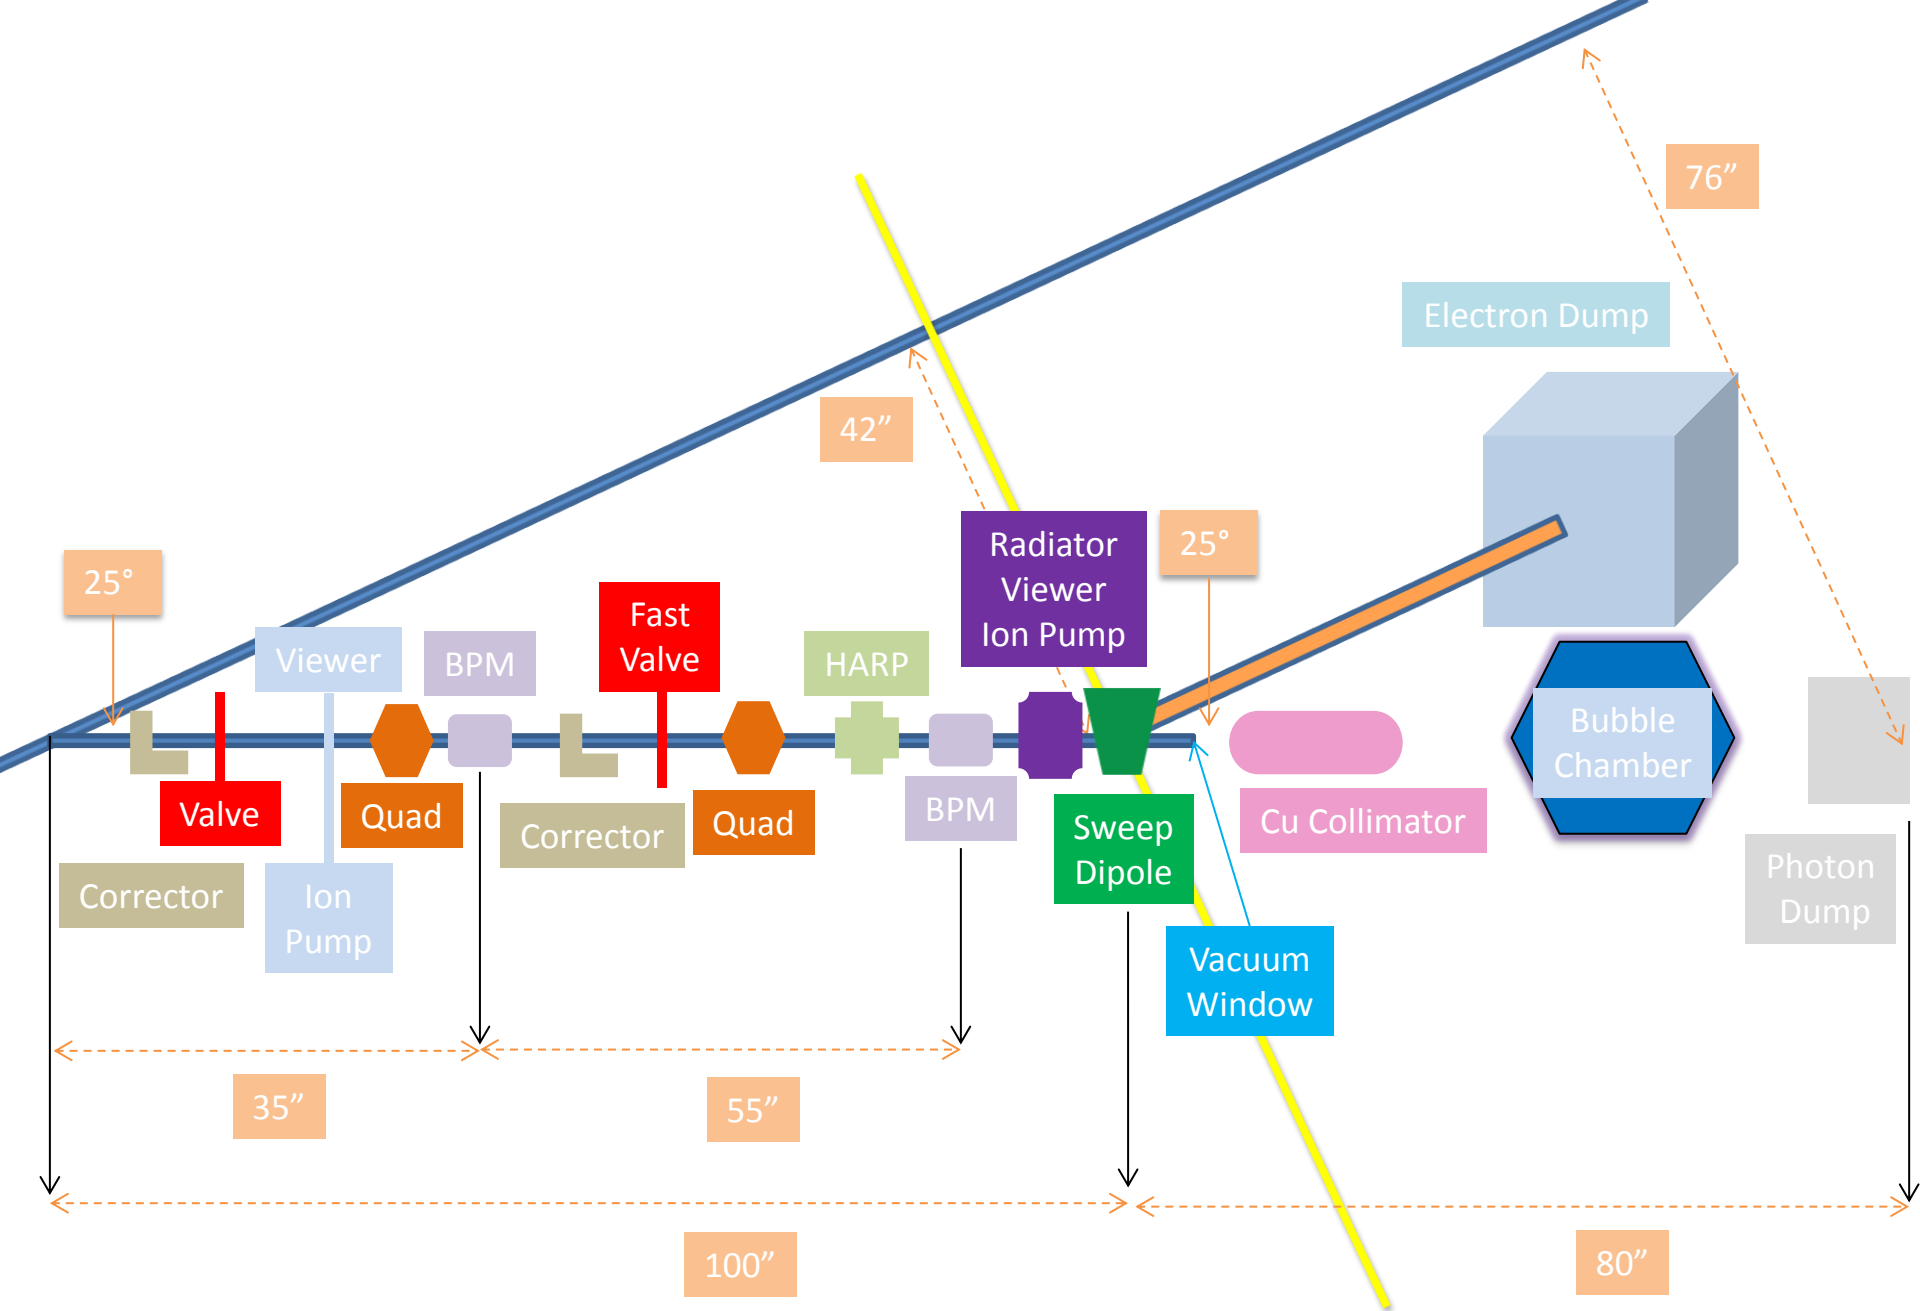 76”
Electron Dump
42”
Radiator
Viewer
Ion Pump
25°
25°
Fast
Valve
Viewer
BPM
HARP
Bubble
Chamber
Valve
Quad
Corrector
Quad
BPM
Sweep
Dipole
Cu Collimator
Photon
Dump
Corrector
Ion
Pump
Vacuum
Window
35”
55”
100”
80”